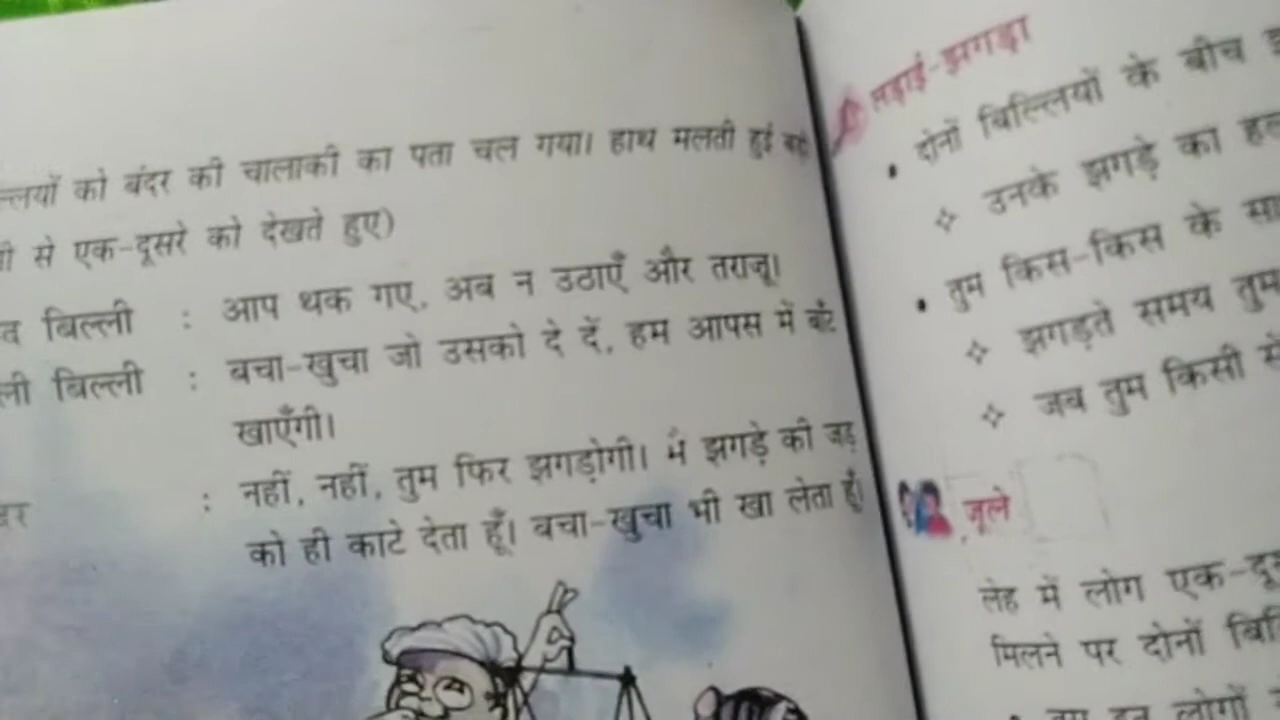 को बंदर की चालाकी का पता चल गया। हाथ मलती हुई
से एक-दूसरे को देखते हुए)
बिल्ली : आप थक गए, अब न उठाएँ और तराजू।
बिल्ली : बचा-खुचा जो उसको दे दें, हम आपस में बाँट
खाएँगी।
: नहीं, नहीं, तुम फिर झगड़ोगी। मैं झगड़े की जड़
को ही काटे देता हूँ। बचा-खुचा भी खा लेता हूँ।
लड़ाई-झगड़ा
• दोनों बिल्लियों के बीच
❖ उनके झगड़े का
• तुम किस-किस के
❖ झगड़ते समय तुम
❖ जब तुम किसी
जूले
लेह में लोग
मिलने पर दोनों
लोगों